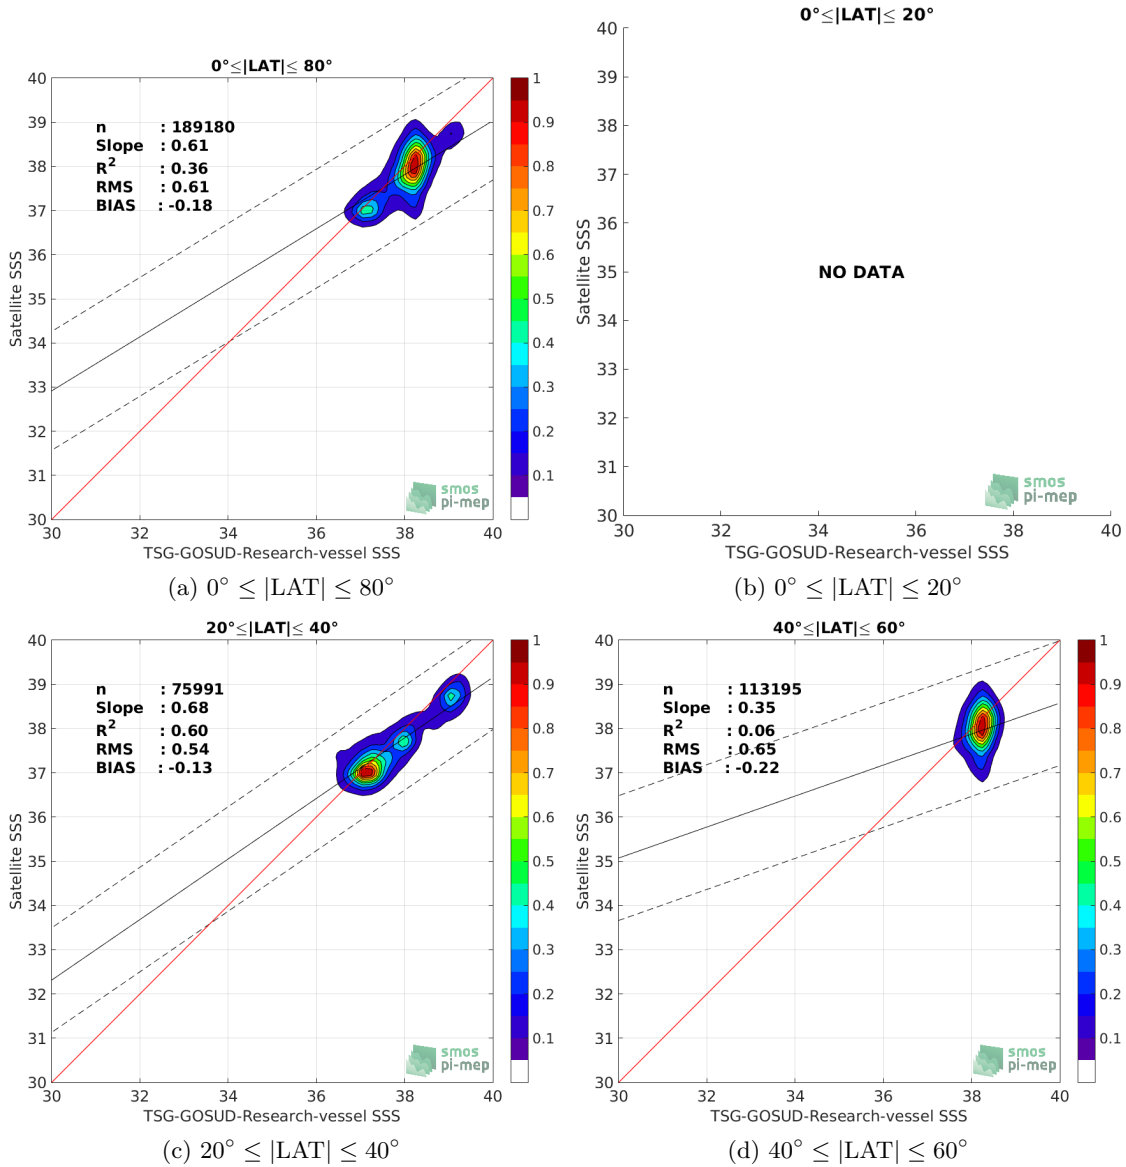 0°≤|LAT|≤ 80°
40
39
38
37
36
35
34
33
32
31
30
Satellite SSS
n : 189180
Slope : 0.61
R² : 0.36
RMS : 0.61
BIAS : -0.18
1
0.9
0.8
0.7
0.6
0.5
0.4
0.3
0.2
0.1
smos
pi-mep
30 32 34 36 38 40
TSG-GOSUD-Research-vessel SSS
(a) 0° ≤ |LAT| ≤ 80°
0°≤|LAT|≤ 20°
40
39
38
37
36
35
34
33
32
31
30
Satellite SSS
NO DATA
smos
pi-mep
30 32 34 36 38 40
TSG-GOSUD-Research-vessel SSS
(b) 0° ≤ |LAT| ≤ 20°
20°≤|LAT|≤ 40°
40
39
38
37
36
35
34
33
32
31
30
Satellite SSS
n : 75991
Slope : 0.68
R² : 0.60
RMS : 0.54
BIAS : -0.13
1
0.9
0.8
0.7
0.6
0.5
0.4
0.3
0.2
0.1
smos
pi-mep
30 32 34 36 38 40
TSG-GOSUD-Research-vessel SSS
(c) 20° ≤ |LAT| ≤ 40°
40°≤|LAT|≤ 60°
40
39
38
37
36
35
34
33
32
31
30
Satellite SSS
n : 113195
Slope : 0.35
R² : 0.06
RMS : 0.65
BIAS : -0.22
1
0.9
0.8
0.7
0.6
0.5
0.4
0.3
0.2
0.1
smos
pi-mep
30 32 34 36 38 40
TSG-GOSUD-Research-vessel SSS
(d) 40° ≤ |LAT| ≤ 60°